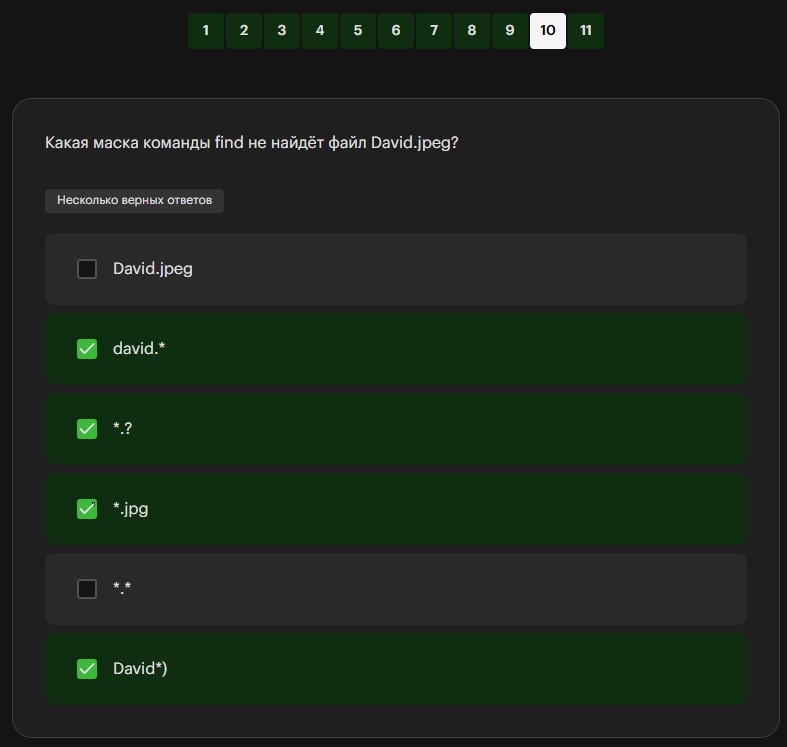 1 2 3 4 5 6 7 8 9 10 11
Какая маска команды find не найдёт файл David.jpeg?
Несколько верных ответов
David.jpeg
david.*
*.?
*.jpg
*.*
David*)